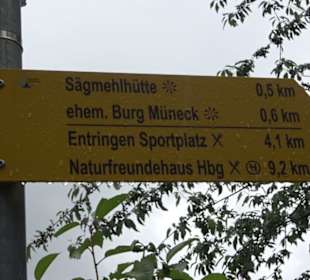 Sägmehlhütte 0,5 km
ehem. Burg Müneck 0,6 km
Entringen Sportplatz 4,1 km
Naturfreundehaus Hbg 9,2 km